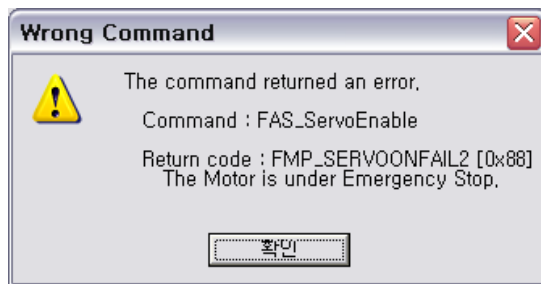 Wrong Command
The command returned an error,
Command : FAS_ServoEnable
Return code : FMP_SERVOONFAIL2 [0x88]
The Motor is under Emergency Stop,
확인